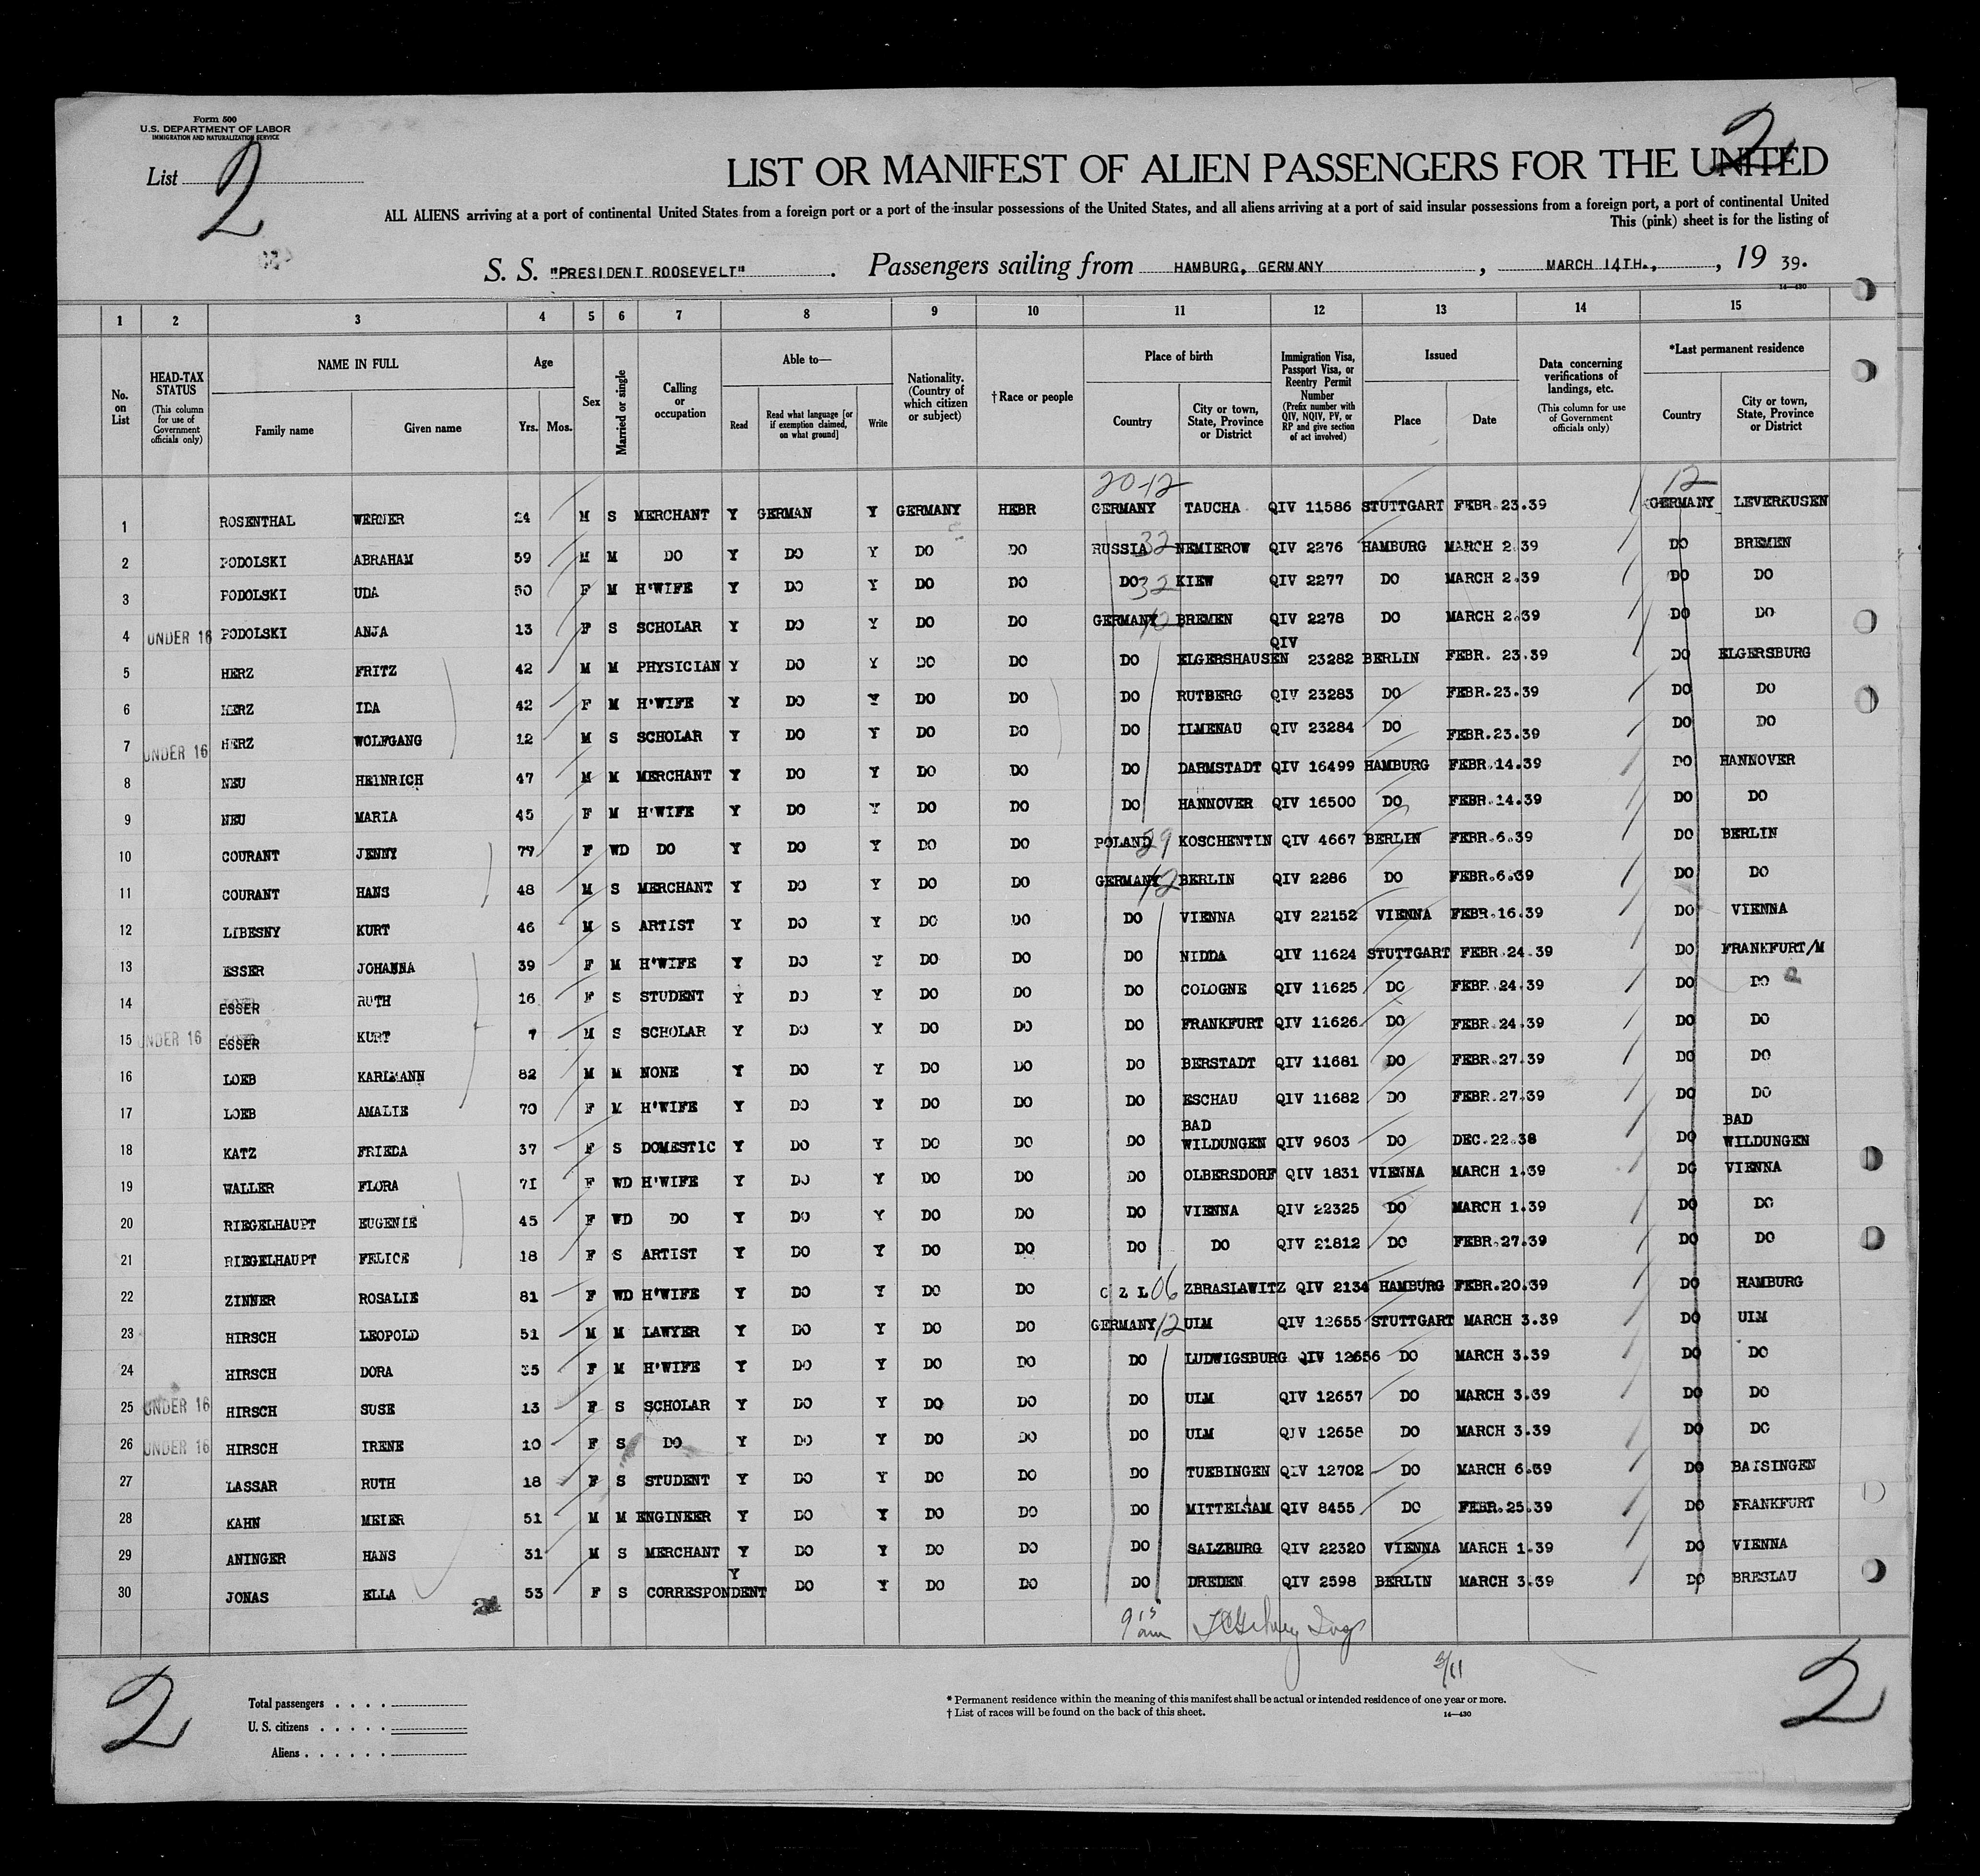 Form 500
U.S. DEPARTMENT OF LABOR
IMMIGRATION AND NATURALIZATION SERVICE
List 2
2
LIST OR MANIFEST OF ALIEN PASSENGERS FOR THE UNITED
ALL ALIENS arriving at a port of continental United States from a foreign port or a port of the insular possessions of the United States, and all aliens arriving at a port of said insular possessions from a foreign port, a port of continental United
This (pink) sheet is for the listing of
S. S. "PRESIDENT ROOSEVELT" . Passengers sailing from HAMBURG, GERMANY , MARCH 14TH., , 19 39.
14—430
1 2 3 4 5 6 7 8 9 10 11 12 13 14 15
No. on List
HEAD-TAX STATUS (This column for use of Government officials only)
NAME IN FULL Family name Given name
Age Yrs. Mos.
Sex
Married or single
Calling or occupation
Able to— Read Read what language [or if exemption claimed, on what ground] Write
Nationality. (Country of which citizen or subject)
†Race or people
Place of birth Country City or town, State, Province or District
Immigration Visa, Passport Visa, or Reentry Permit Number (Prefix number with QIV, NQIV, PV, or RP and give section of act involved)
Issued Place Date
Data concerning verifications of landings, etc. (This column for use of Government officials only)
*Last permanent residence Country City or town, State, Province or District
20-12 12
1 ROSENTHAL WERNER 24 M S MERCHANT Y GERMAN Y GERMANY HEBR GERMANY TAUCHA QIV 11586 STUTTGART FEBR.23.39 GERMANY LEVERKUSEN
2 PODOLSKI ABRAHAM 59 M M DO Y DO Y DO DO RUSSIA 32 NEMIEROW QIV 2276 HAMBURG MARCH 2.39 DO BREMEN
3 PODOLSKI UDA 50 F M H'WIFE Y DO Y DO DO DO 32 KIEW QIV 2277 DO MARCH 2.39 DO DO
4 UNDER 16 PODOLSKI ANJA 13 F S SCHOLAR Y DO Y DO DO GERMANY 12 BREMEN QIV 2278 DO MARCH 2.39 DO DO
5 HERZ FRITZ 42 M M PHYSICIAN Y DO Y DO DO DO ELGERSHAUSEN QIV 23282 BERLIN FEBR. 23.39 DO ELGERSBURG
6 HERZ IDA 42 F M H'WIFE Y DO Y DO DO DO RUTBERG QIV 23283 DO FEBR.23.39 DO DO
7 UNDER 16 HERZ WOLFGANG 12 M S SCHOLAR Y DO Y DO DO DO ILMENAU QIV 23284 DO FEBR.23.39 DO DO
8 NEU HEINRICH 47 M M MERCHANT Y DO Y DO DO DO DARMSTADT QIV 16499 HAMBURG FEBR.14.39 DO HANNOVER
9 NEU MARIA 45 F M H'WIFE Y DO Y DO DO DO HANNOVER QIV 16500 DO FEBR.14.39 DO DO
10 COURANT JENNY 77 F WD DO Y DO Y DO DO POLAND 29 KOSCHENTIN QIV 4667 BERLIN FEBR.6.39 DO BERLIN
11 COURANT HANS 48 M S MERCHANT Y DO Y DO DO GERMANY 12 BERLIN QIV 2286 DO FEBR.6.39 DO DO
12 LIBESNY KURT 46 M S ARTIST Y DO Y DO DO DO VIENNA QIV 22152 VIENNA FEBR.16.39 DO VIENNA
13 ESSER JOHANNA 39 F M H'WIFE Y DO Y DO DO DO NIDDA QIV 11624 STUTTGART FEBR.24.39 DO FRANKFURT/M
14 ESSER RUTH 16 F S STUDENT Y DO Y DO DO DO COLOGNE QIV 11625 DO FEBR.24.39 DO DO
15 UNDER 16 ESSER KURT 7 M S SCHOLAR Y DO Y DO DO DO FRANKFURT QIV 11626 DO FEBR.24.39 DO DO
16 LOEB KARLMANN 82 M M NONE Y DO Y DO DO DO BERSTADT QIV 11681 DO FEBR.27.39 DO DO
17 LOEB AMALIE 70 F M H'WIFE Y DO Y DO DO DO ESCHAU QIV 11682 DO FEBR.27.39 DO DO
18 KATZ FRIEDA 37 F S DOMESTIC Y DO Y DO DO DO BAD WILDUNGEN QIV 9603 DO DEC.22.38 DO BAD WILDUNGEN
19 WALLER FLORA 71 F WD H'WIFE Y DO Y DO DO DO OLBERSDORF QIV 1831 VIENNA MARCH 1.39 DO VIENNA
20 RIEGELHAUPT EUGENIE 45 F WD DO Y DO Y DO DO DO VIENNA QIV 22325 DO MARCH 1.39 DO DO
21 RIEGELHAUPT FELICE 18 F S ARTIST Y DO Y DO DO DO DO QIV 21812 DO FEBR.27.39 DO DO
22 ZINNER ROSALIE 81 F WD H'WIFE Y DO Y DO DO C Z L 06 ZBRASLAWITZ QIV 2134 HAMBURG FEBR.20.39 DO HAMBURG
23 HIRSCH LEOPOLD 51 M M LAWYER Y DO Y DO DO GERMANY 12 ULM QIV 12655 STUTTGART MARCH 3.39 DO ULM
24 HIRSCH DORA 35 F M H'WIFE Y DO Y DO DO DO LUDWIGSBURG QIV 12656 DO MARCH 3.39 DO DO
25 UNDER 16 HIRSCH SUSE 13 F S SCHOLAR Y DO Y DO DO DO ULM QIV 12657 DO MARCH 3.39 DO DO
26 UNDER 16 HIRSCH IRENE 10 F S DO Y DO Y DO DO DO ULM QIV 12658 DO MARCH 3.39 DO DO
27 LASSAR RUTH 18 F S STUDENT Y DO Y DO DO DO TUEBINGEN QIV 12702 DO MARCH 6.39 DO BAISINGEN
28 KAHN MEIER 51 M M ENGINEER Y DO Y DO DO DO MITTELSAM QIV 8455 DO FEBR.25.39 DO FRANKFURT
29 ANINGER HANS 31 M S MERCHANT Y DO Y DO DO DO SALZBURG QIV 22320 VIENNA MARCH 1.39 DO VIENNA
30 JONAS ELLA 53 F S CORRESPONDENT Y DO Y DO DO DO DREDEN QIV 2598 BERLIN MARCH 3.39 DO BRESLAU
9 15 am
3/11
2 2
Total passengers . . . .
U. S. citizens . . . . .
Aliens . . . . . .
* Permanent residence within the meaning of this manifest shall be actual or intended residence of one year or more.
† List of races will be found on the back of this sheet.
14—430